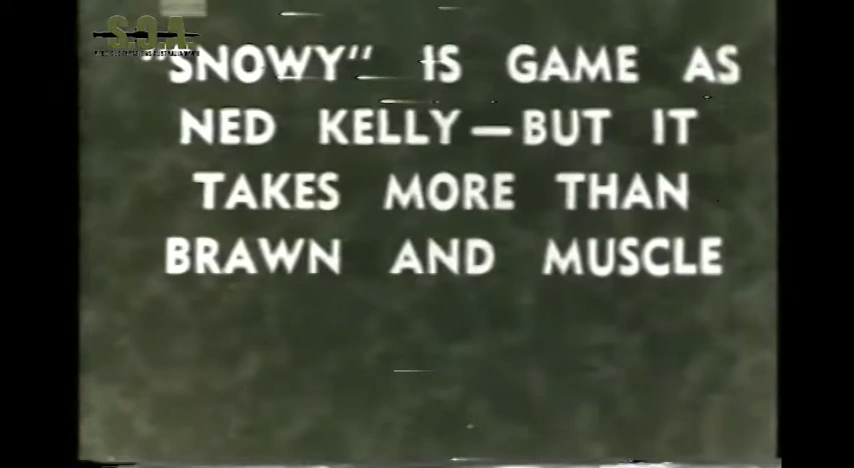 S.O.A
"SNOWY" IS GAME AS
NED KELLY—BUT IT
TAKES MORE THAN
BRAWN AND MUSCLE